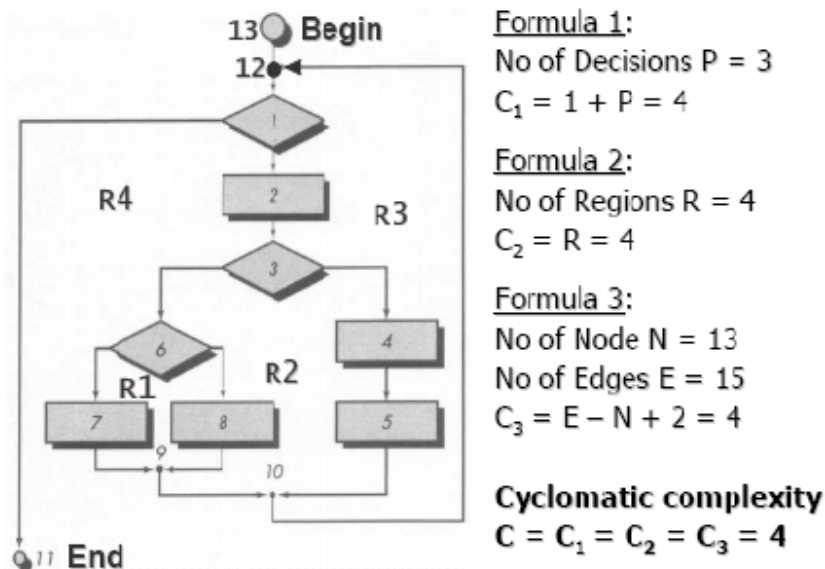 13 Begin
12
1
2
R4
R3
3
6
4
R1
R2
7
8
5
9
10
11 End
Formula 1:
No of Decisions P = 3
C₁ = 1 + P = 4
Formula 2:
No of Regions R = 4
C₂ = R = 4
Formula 3:
No of Node N = 13
No of Edges E = 15
C₃ = E – N + 2 = 4
Cyclomatic complexity
C = C₁ = C₂ = C₃ = 4